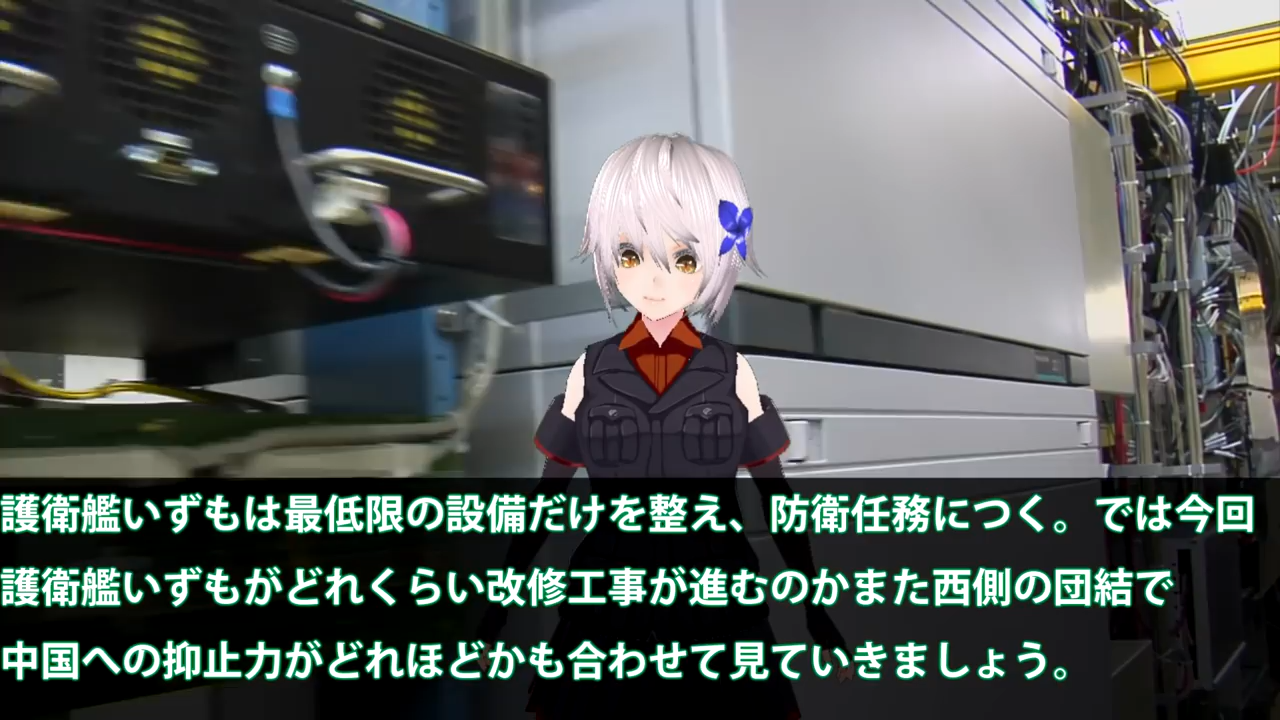 護衛艦いずもは最低限の設備だけを整え、防衛任務につく。では今回
護衛艦いずもがどれくらい改修工事が進むのかまた西側の団結で
中国への抑止力がどれほどかも合わせて見ていきましょう。